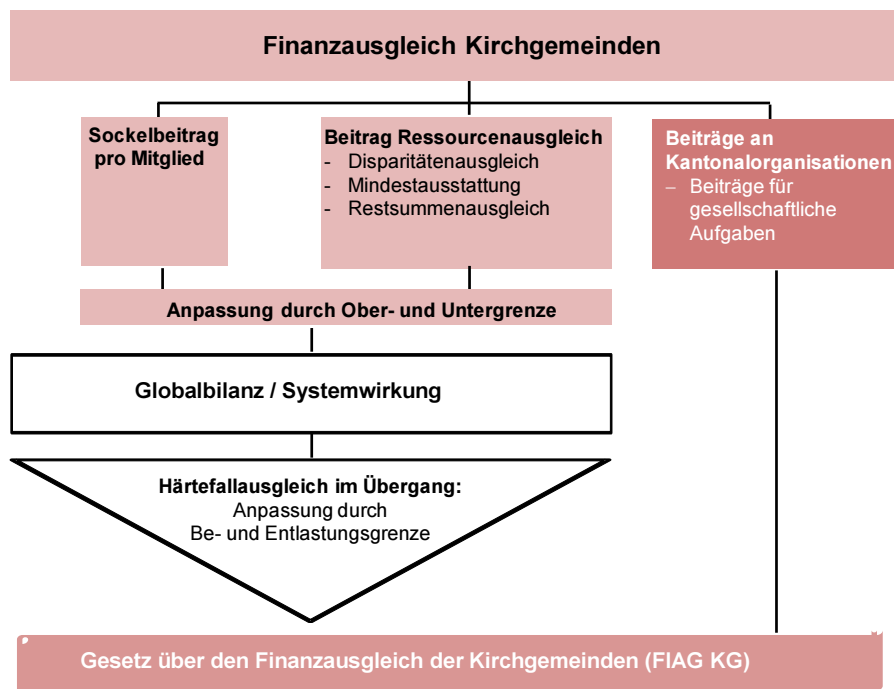 Finanzausgleich Kirchgemeinden
Sockelbeitrag
pro Mitglied
Beitrag Ressourcenausgleich
- Disparitätenausgleich
- Mindestausstattung
- Restsummenausgleich
Beiträge an
Kantonalorganisationen
– Beiträge für
gesellschaftliche
Aufgaben
Anpassung durch Ober- und Untergrenze
Globalbilanz / Systemwirkung
Härtefallausgleich im Übergang:
Anpassung durch
Be- und Entlastungsgrenze
Gesetz über den Finanzausgleich der Kirchgemeinden (FIAG KG)